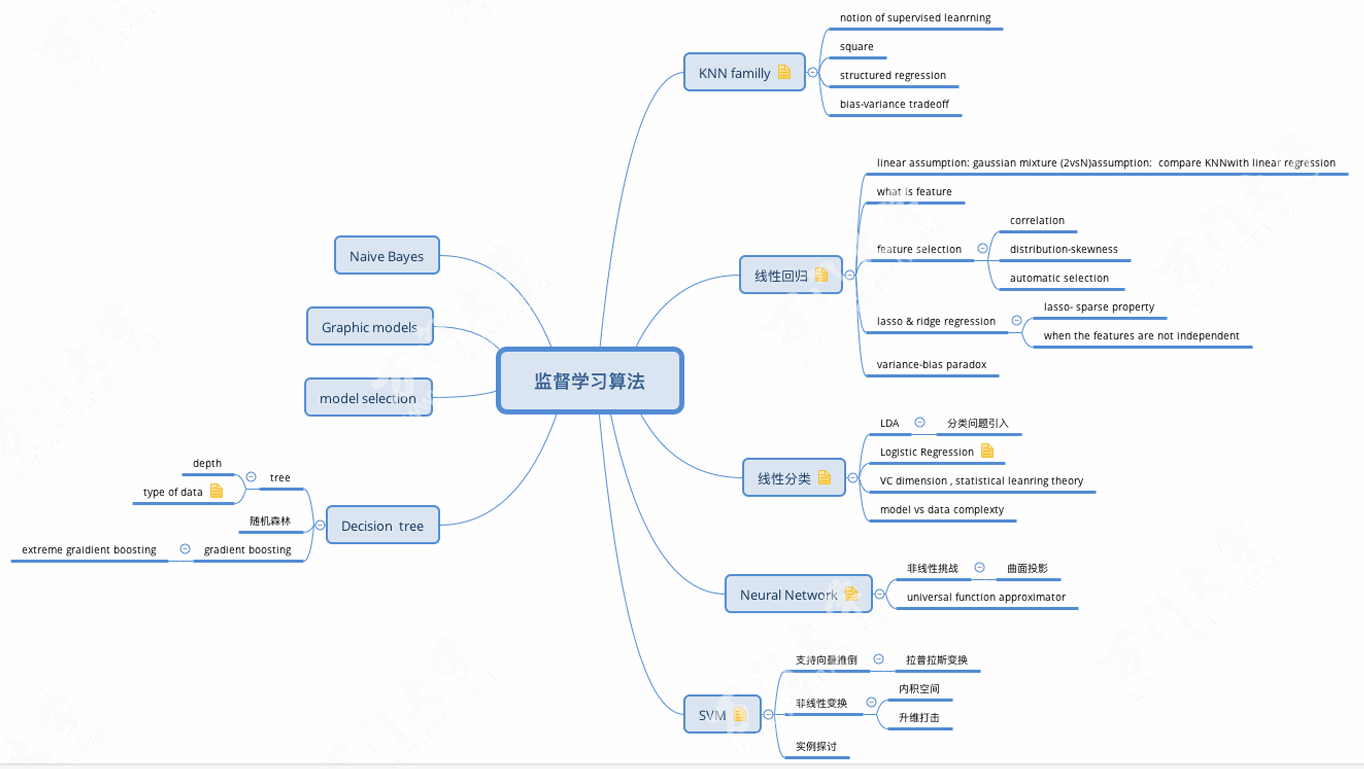 监督学习算法
KNN familly
notion of supervised leanrning
square
structured regression
bias-variance tradeoff
线性回归
linear assumption: gaussian mixture (2vsN)assumption: compare KNNwith linear regression
what is feature
feature selection
correlation
distribution-skewness
automatic selection
lasso & ridge regression
lasso- sparse property
when the features are not independent
variance-bias paradox
线性分类
LDA
分类问题引入
Logistic Regression
VC dimension , statistical leanring theory
model vs data complexty
Neural Network
非线性挑战
曲面投影
universal function approximator
SVM
支持向量推倒
拉普拉斯变换
非线性变换
内积空间
升维打击
实例探讨
Naive Bayes
Graphic models
model selection
Decision tree
tree
depth
type of data
随机森林
gradient boosting
extreme graidient boosting